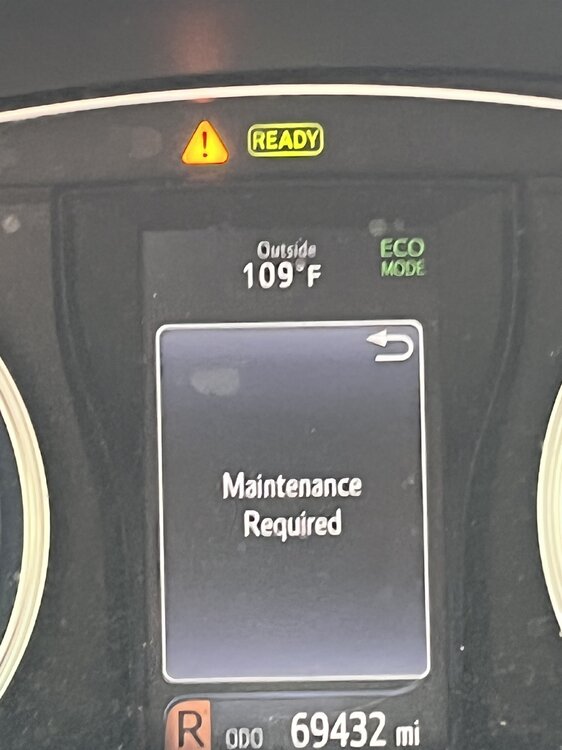 READY
Outside
109°F
ECO
MODE
Maintenance
Required
R ODO 69432 mi